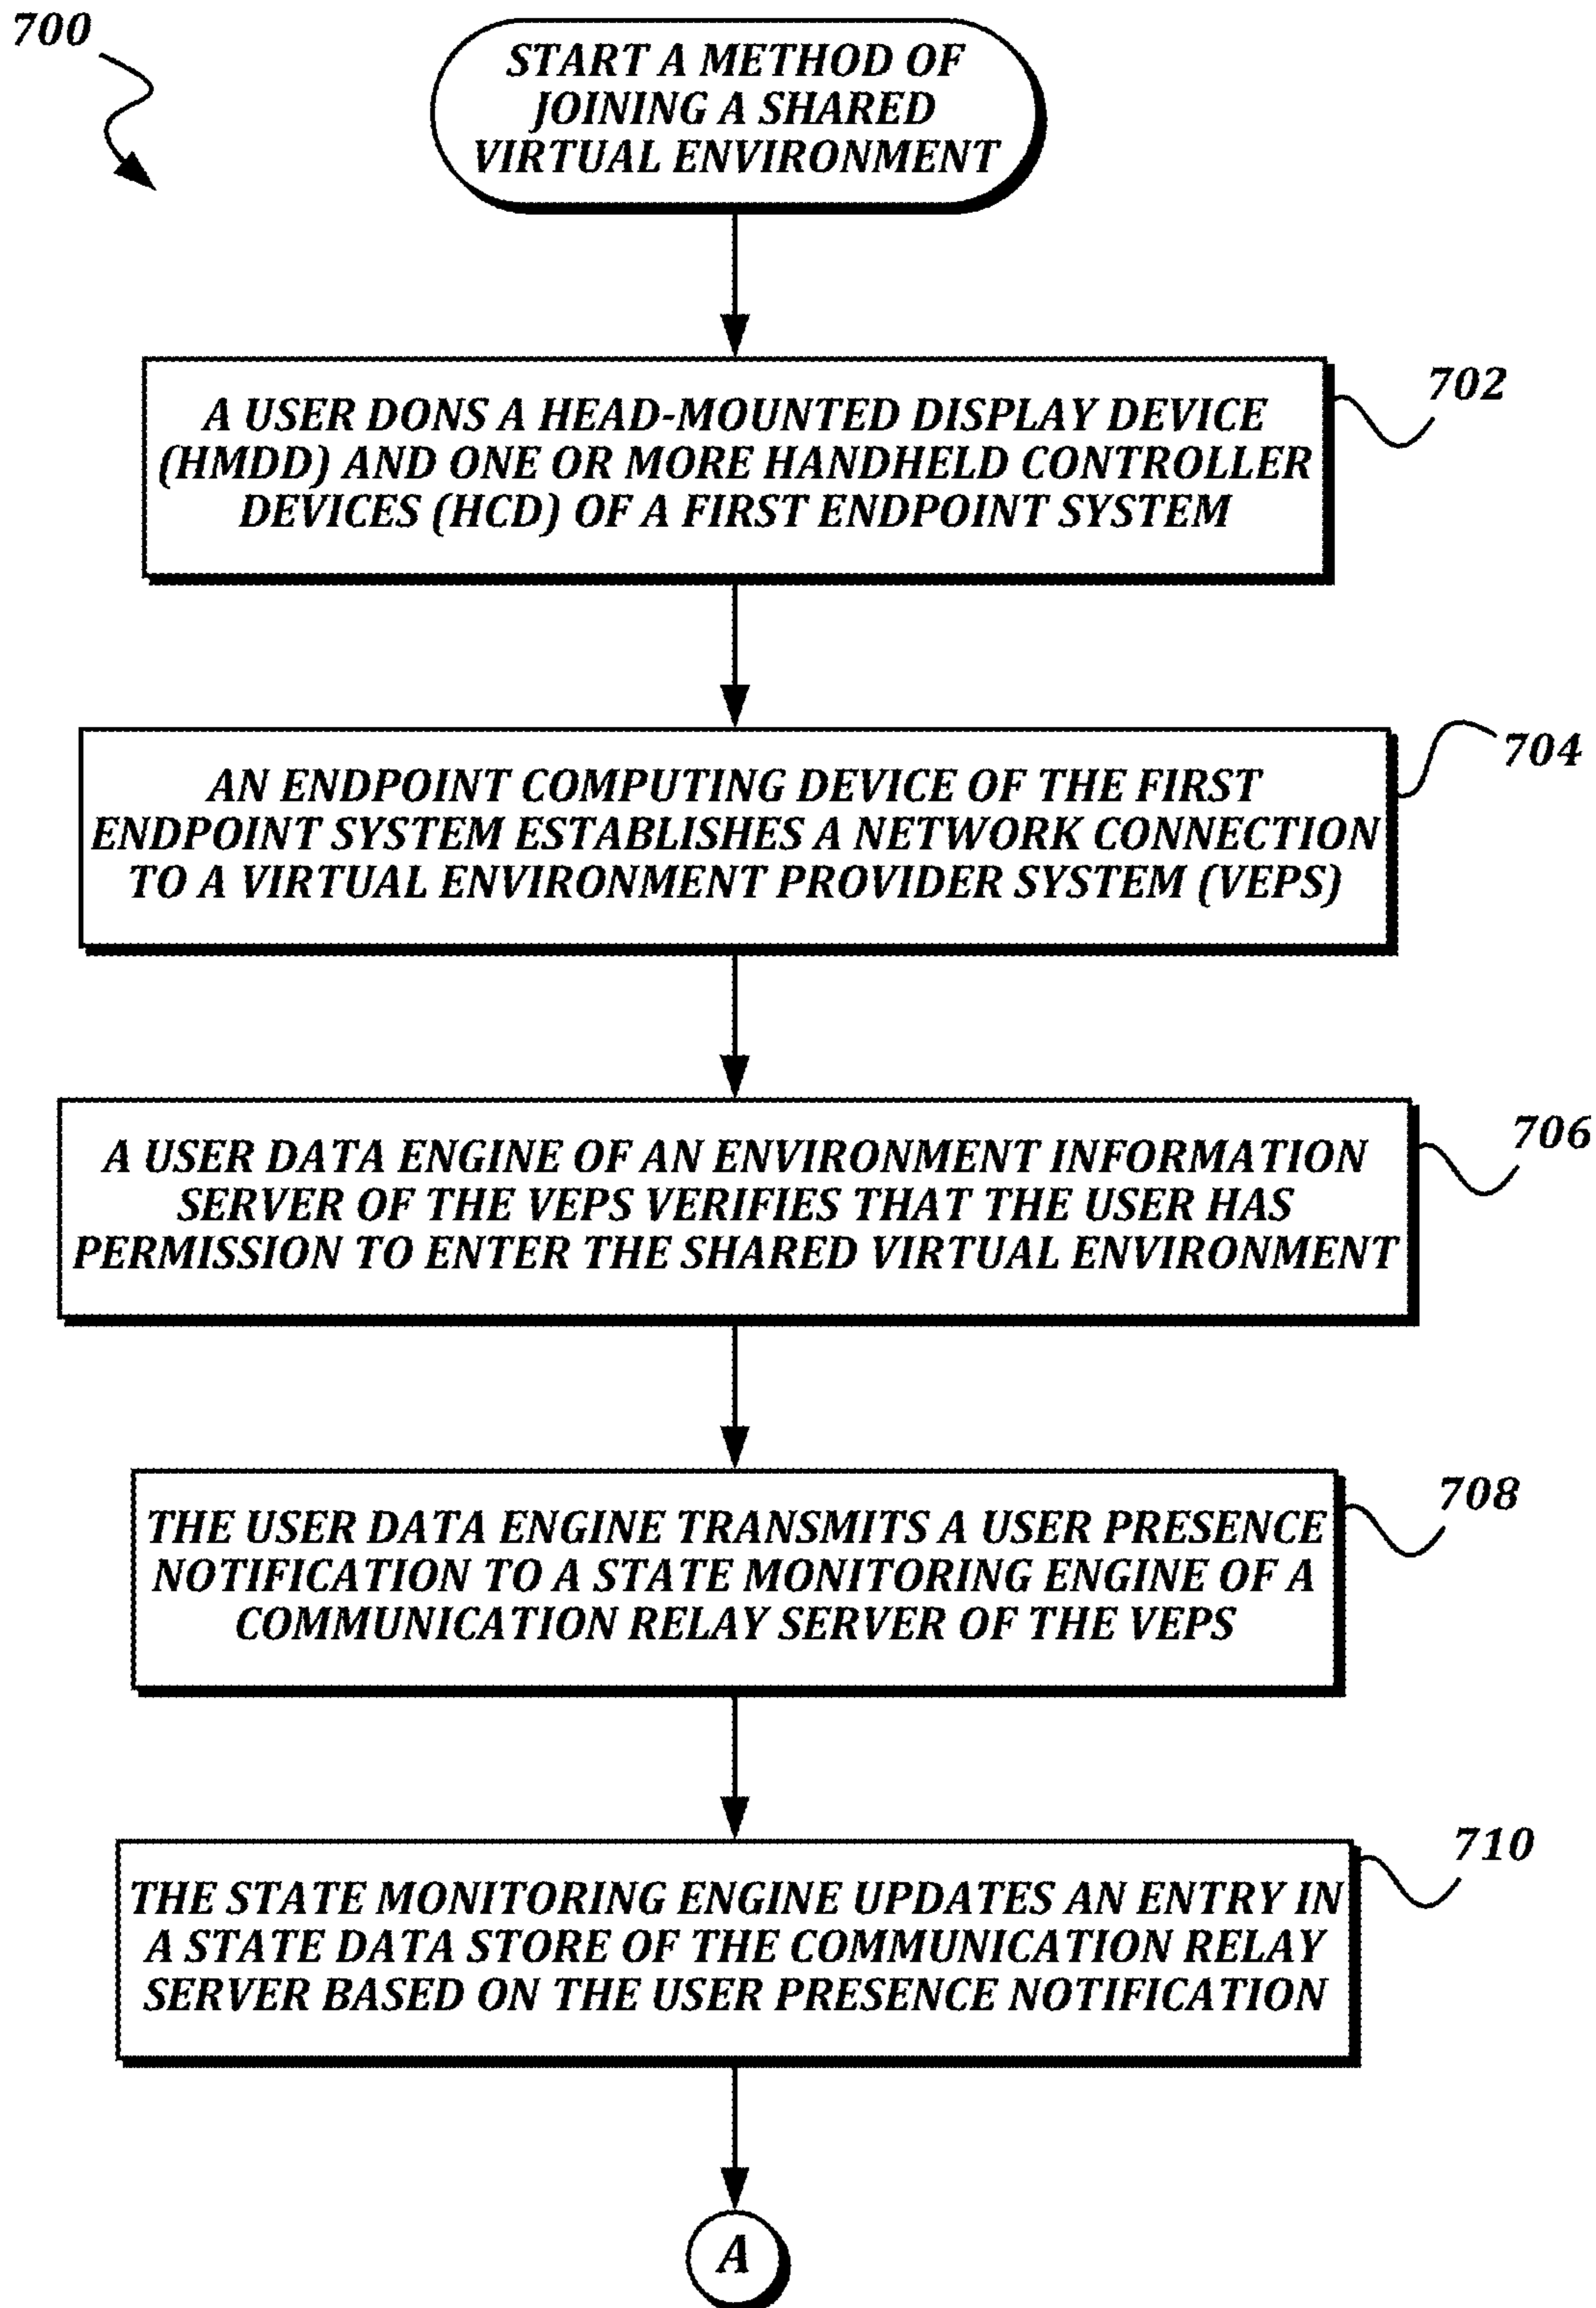 700
START A METHOD OF
JOINING A SHARED
VIRTUAL ENVIRONMENT
A USER DONS A HEAD-MOUNTED DISPLAY DEVICE
(HMDD) AND ONE OR MORE HANDHELD CONTROLLER
DEVICES (HCD) OF A FIRST ENDPOINT SYSTEM
702
AN ENDPOINT COMPUTING DEVICE OF THE FIRST
ENDPOINT SYSTEM ESTABLISHES A NETWORK CONNECTION
TO A VIRTUAL ENVIRONMENT PROVIDER SYSTEM (VEPS)
704
A USER DATA ENGINE OF AN ENVIRONMENT INFORMATION
SERVER OF THE VEPS VERIFIES THAT THE USER HAS
PERMISSION TO ENTER THE SHARED VIRTUAL ENVIRONMENT
706
THE USER DATA ENGINE TRANSMITS A USER PRESENCE
NOTIFICATION TO A STATE MONITORING ENGINE OF A
COMMUNICATION RELAY SERVER OF THE VEPS
708
THE STATE MONITORING ENGINE UPDATES AN ENTRY IN
A STATE DATA STORE OF THE COMMUNICATION RELAY
SERVER BASED ON THE USER PRESENCE NOTIFICATION
710
A